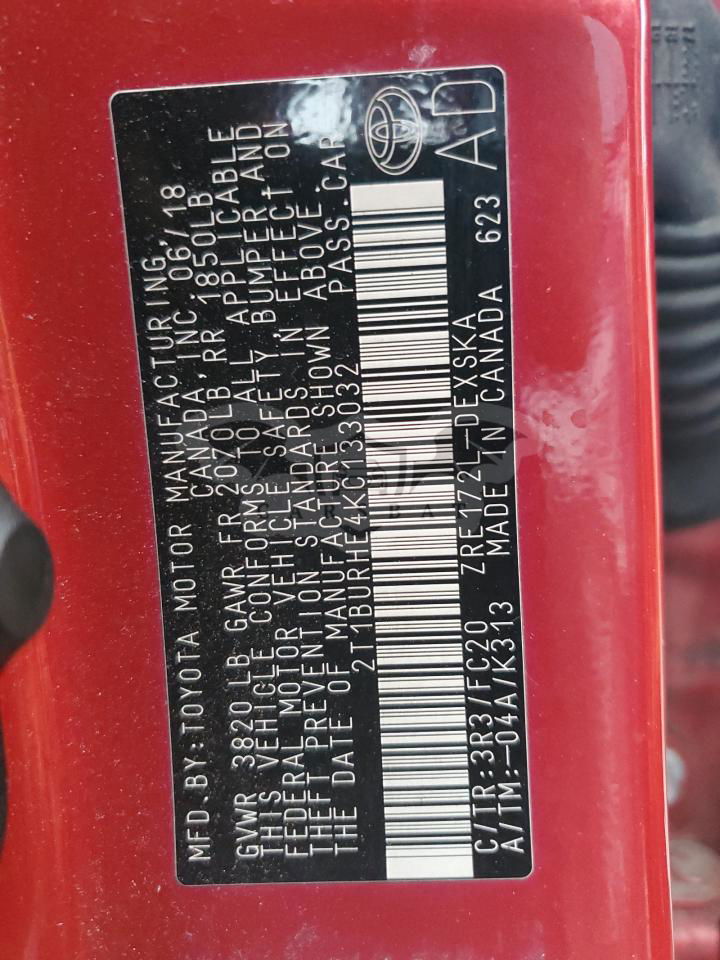 MFD.BY:TOYOTA MOTOR MANUFACTURING,
CANADA, INC. 06/18
GVWR 3820 LB GAWR FR 2070LB RR 1850LB
THIS VEHICLE CONFORMS TO ALL APPLICABLE
FEDERAL MOTOR VEHICLE SAFETY, BUMPER, AND
THEFT PREVENTION STANDARDS IN EFFECT ON
THE DATE OF MANUFACTURE SHOWN ABOVE.
2T1BURHE4KC133032 PASS.CAR
C/TR:3R3/FC20 ZRE172L-DEXSKA 623
A/TM:-04A/K313 MADE IN CANADA
AD